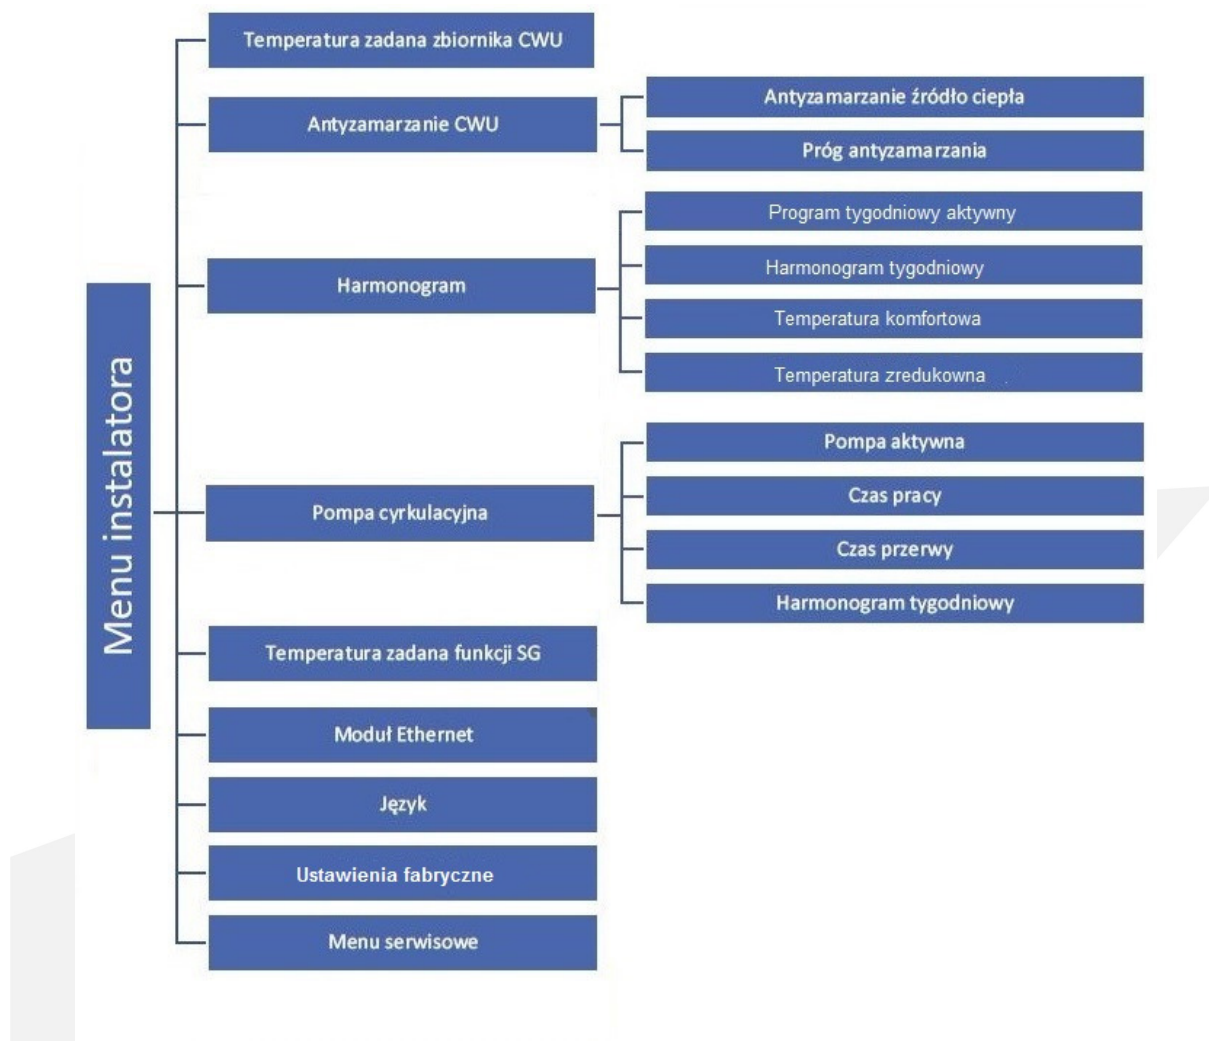 Menu instalatora
Temperatura zadana zbiornika CWU
Antyzamarzanie CWU
Antyzamarzanie źródło ciepła
Próg antyzamarzania
Harmonogram
Program tygodniowy aktywny
Harmonogram tygodniowy
Temperatura komfortowa
Temperatura zredukowna
Pompa cyrkulacyjna
Pompa aktywna
Czas pracy
Czas przerwy
Harmonogram tygodniowy
Temperatura zadana funkcji SG
Moduł Ethernet
Język
Ustawienia fabryczne
Menu serwisowe